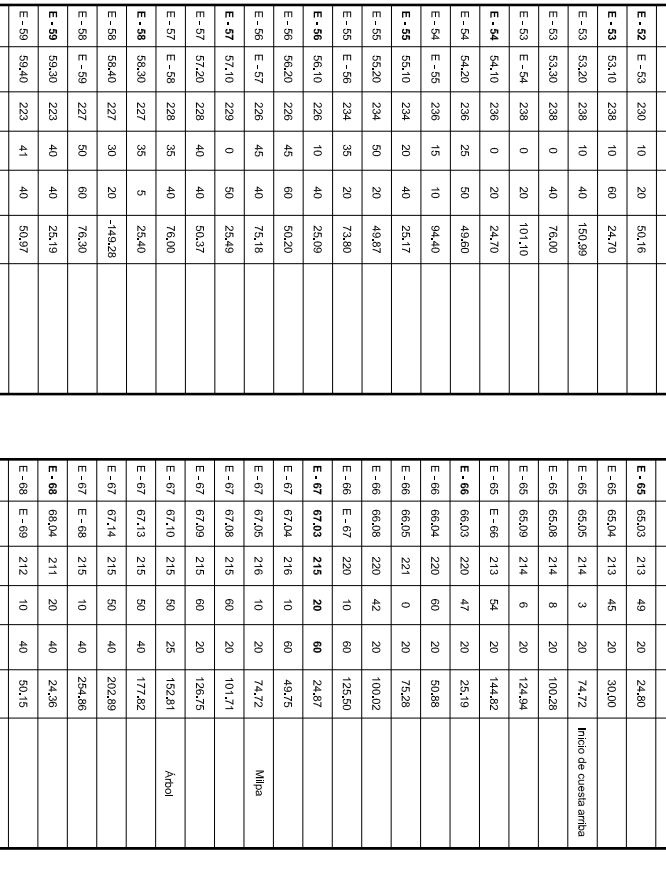 E - 52 E - 53 230 10 20 50.16
E - 53 53.10 238 10 60 24.70
E - 53 53.20 238 10 40 150.99
E - 53 53.30 238 0 40 76.00
E - 53 E - 54 238 0 20 101.10
E - 54 54.10 236 0 20 24.70
E - 54 54.20 236 25 50 49.60
E - 54 E - 55 236 15 10 94.40
E - 55 55.10 234 20 40 25.17
E - 55 55.20 234 50 20 49.87
E - 55 E - 56 234 35 20 73.80
E - 56 56.10 226 10 40 25.09
E - 56 56.20 226 45 60 50.20
E - 56 E - 57 226 45 40 75.18
E - 57 57.10 229 0 50 25.49
E - 57 57.20 228 40 40 50.37
E - 57 E - 58 228 35 40 76.00
E - 58 58.30 227 35 5 25.40
E - 58 58.40 227 30 20 -149.28
E - 58 E - 59 227 50 60 76.30
E - 59 59.30 223 40 40 25.19
E - 59 59.40 223 41 40 50.97
E - 65 65.03 213 49 20 24.80
E - 65 65.04 213 45 20 30.00
E - 65 65.05 214 3 20 74.72 Inicio de cuesta arriba
E - 65 65.08 214 8 20 100.28
E - 65 65.09 214 6 20 124.94
E - 65 E - 66 213 54 20 144.82
E - 66 66.03 220 47 20 25.19
E - 66 66.04 220 60 20 50.88
E - 66 66.05 221 0 20 75.28
E - 66 66.08 220 42 20 100.02
E - 66 E - 67 220 10 60 125.50
E - 67 67.03 215 20 60 24.87
E - 67 67.04 216 10 60 49.75
E - 67 67.05 216 10 20 74.72 Milpa
E - 67 67.08 215 60 20 101.71
E - 67 67.09 215 60 20 126.75
E - 67 67.10 215 50 25 152.81 Árbol
E - 67 67.13 215 50 40 177.82
E - 67 67.14 215 50 40 202.89
E - 67 E - 68 215 10 40 254.86
E - 68 68.04 211 20 40 24.36
E - 68 E - 69 212 10 40 50.15